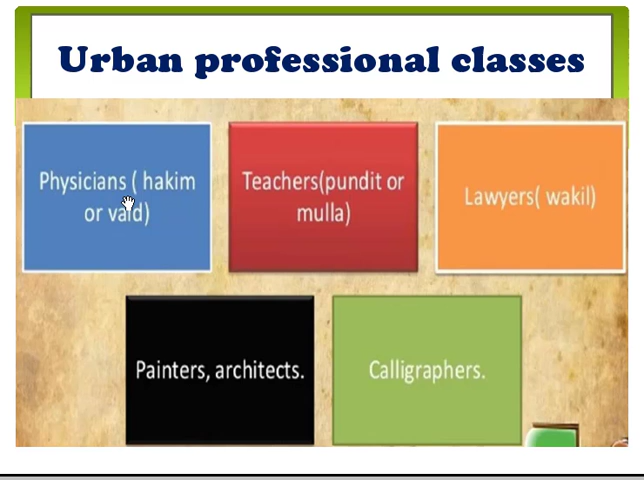 Urban professional classes
Physicians ( hakim
or vaid)
Teachers(pundit or
mulla)
Lawyers( wakil)
Painters, architects.
Calligraphers.